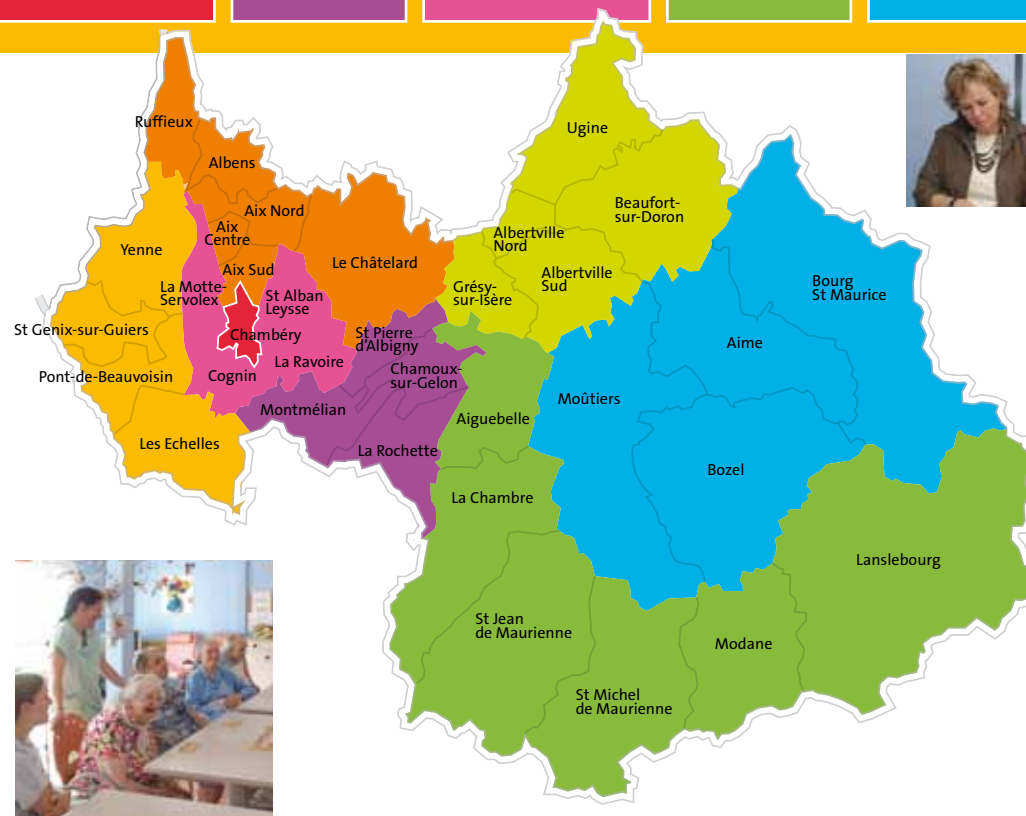 Ruffieux
Albens
Aix Nord
Aix
Centre
Aix Sud
Yenne
La Motte-
Servolex
St Alban
Leysse
Le Châtelard
St Genix-sur-Guiers
Chambéry
Pont-de-Beauvoisin
Cognin
La Ravoire
Les Echelles
St Pierre
d'Albigny
Chamoux-
sur-Gelon
Montmélian
La Rochette
Ugine
Beaufort-
sur-Doron
Albertville
Nord
Albertville
Sud
Grésy-
sur-Isère
Bourg
St Maurice
Aime
Moûtiers
Bozel
Aiguebelle
La Chambre
St Jean
de Maurienne
St Michel
de Maurienne
Modane
Lanslebourg